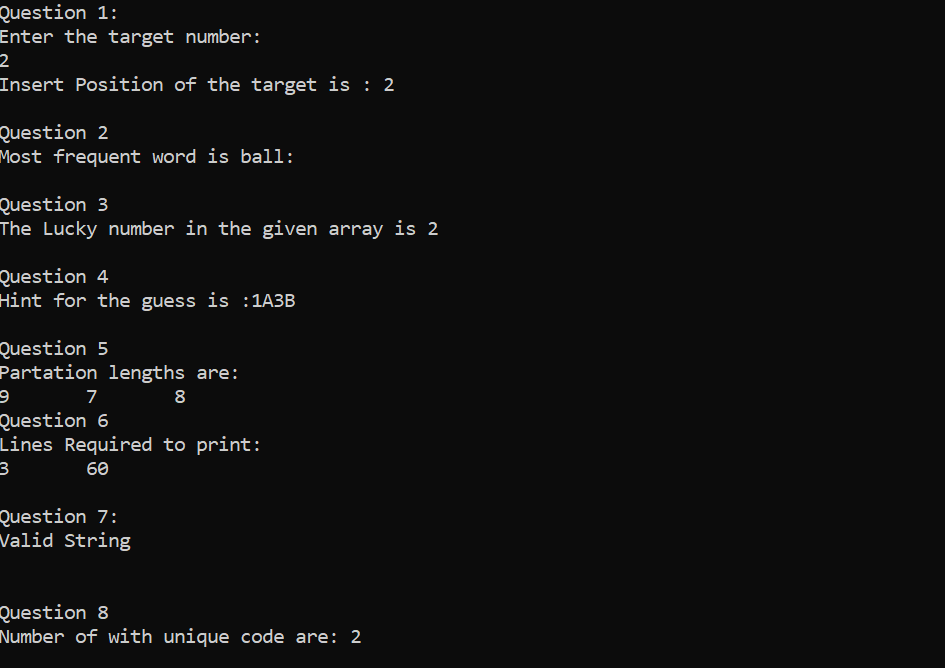 Question 1:
Enter the target number:
2
Insert Position of the target is : 2
Question 2
Most frequent word is ball:
Question 3
The Lucky number in the given array is 2
Question 4
Hint for the guess is :1A3B
Question 5
Partation lengths are:
9 7 8
Question 6
Lines Required to print:
3 60
Question 7:
Valid String
Question 8
Number of with unique code are: 2